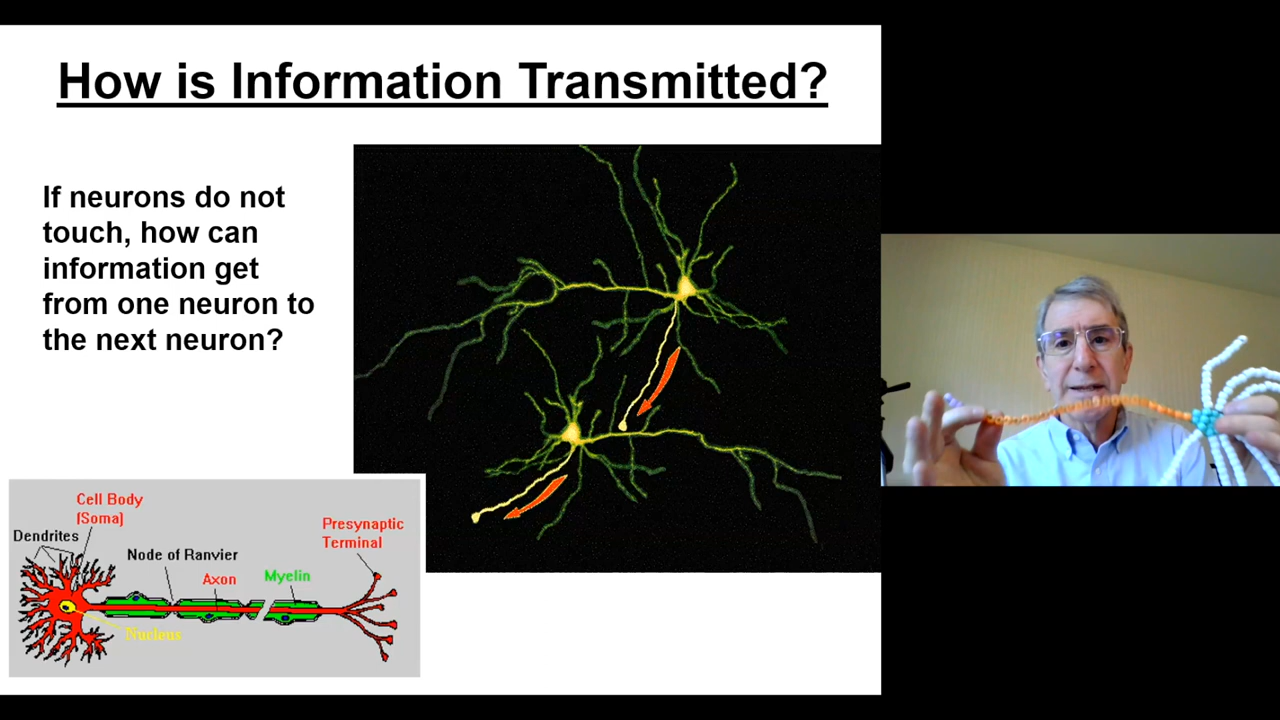 How is Information Transmitted?
If neurons do not
touch, how can
information get
from one neuron to
the next neuron?
Cell Body
(Soma)
Dendrites
Node of Ranvier
Axon
Myelin
Presynaptic
Terminal
Nucleus